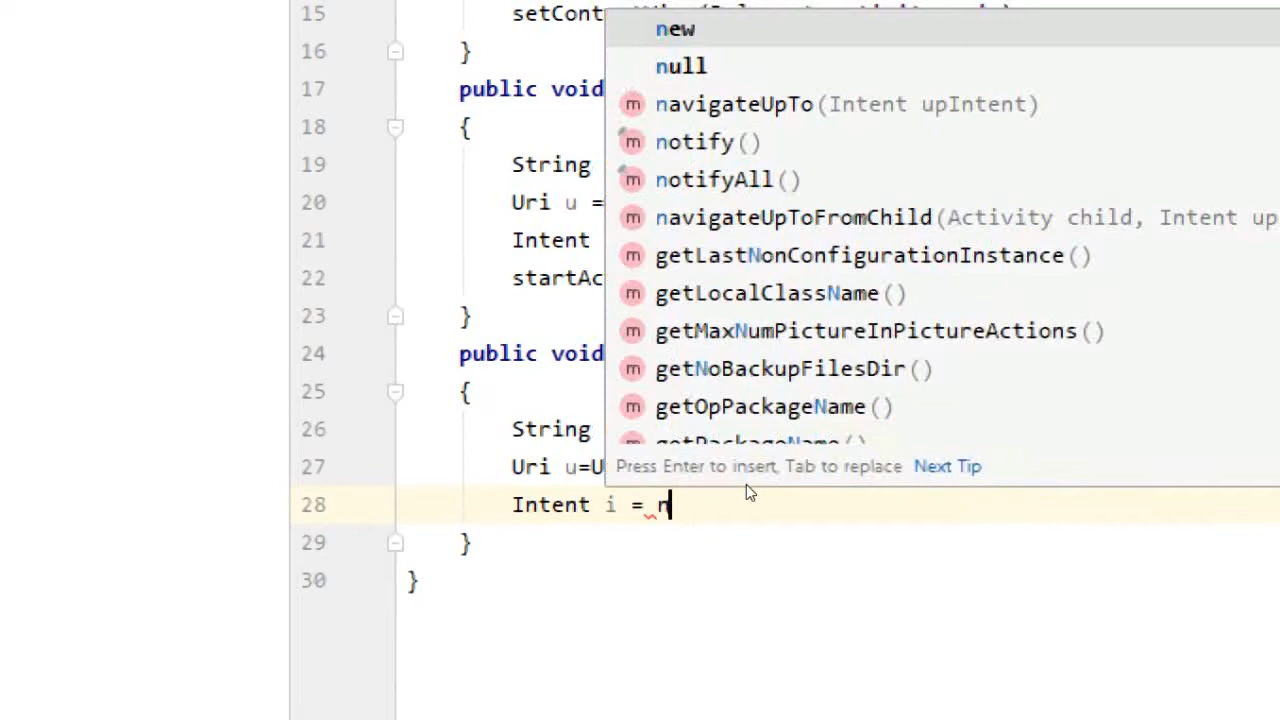 15 setCont
new
16 }
null
17 public void
navigateUpTo(Intent upIntent)
18 {
notify()
19 String
notifyAll()
20 Uri u =
navigateUpToFromChild(Activity child, Intent up
21 Intent
getLastNonConfigurationInstance()
22 startAc
getLocalClassName()
23 }
getMaxNumPictureInPictureActions()
24 public void
getNoBackupFilesDir()
25 {
getOpPackageName()
26 String
getPackageName()
27 Uri u=U
Press Enter to insert, Tab to replace Next Tip
28 Intent i = n
29 }
30 }